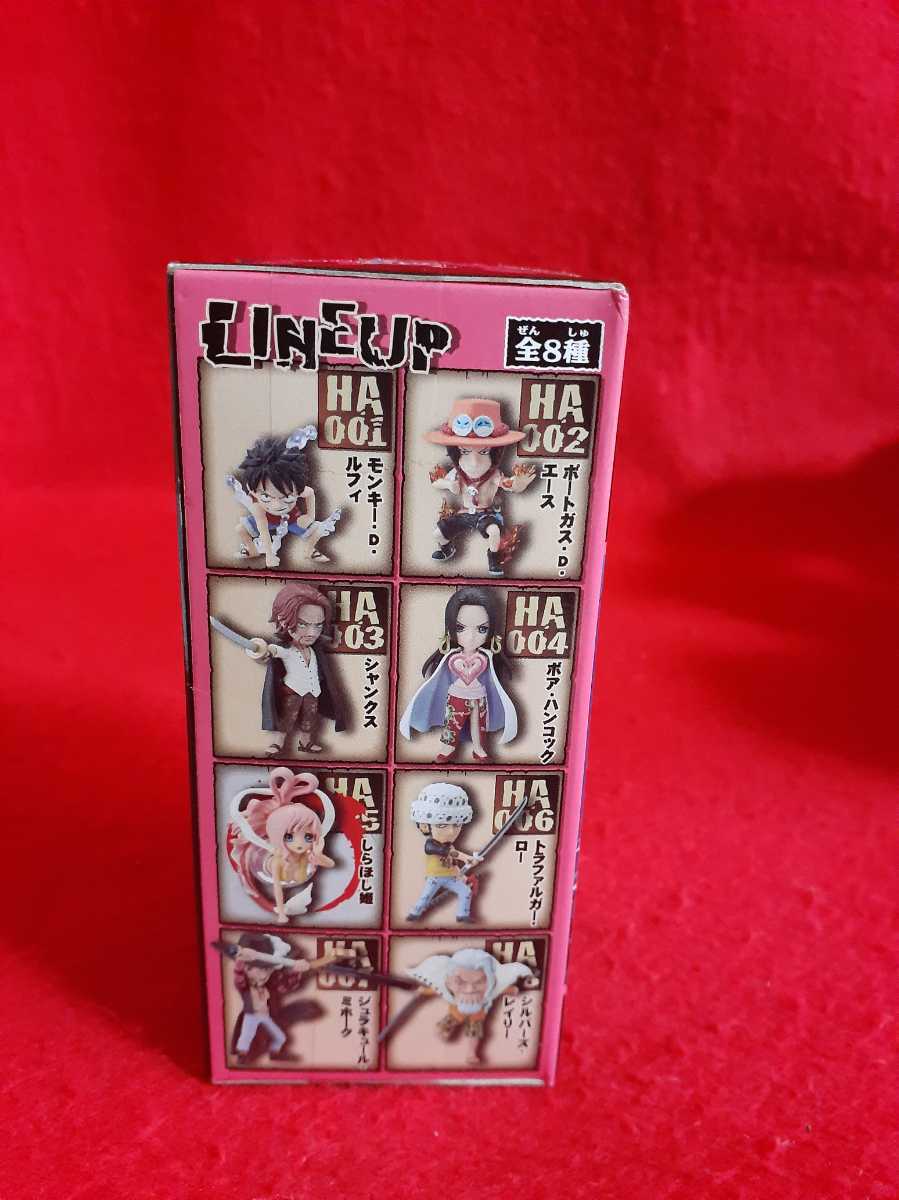 LINEUP
ぜん しゅ
全8種
HA
001
モンキー・D・
ルフィ
HA
002
ポートガス・D・
エース
HA
003
シャンクス
HA
004
ボア・ハンコック
HA
5
しらほし姫
HA
006
トラファルガー・
ロー
HA
007
ジュラキュール・
ミホーク
HA
8
シルバーズ・
レイリー